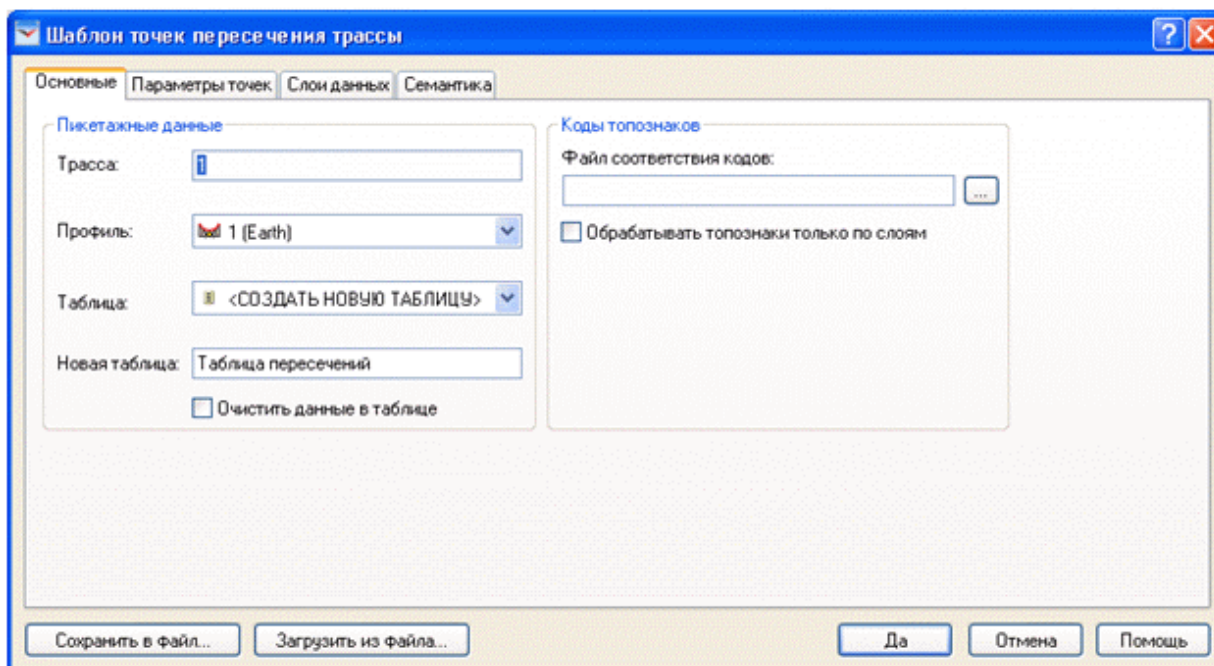 Шаблон точек пересечения трассы
Основные Параметры точек Слои данных Семантика
Пикетажные данные
Трасса: 1
Профиль: 1 (Earth)
Таблица: <СОЗДАТЬ НОВУЮ ТАБЛИЦУ>
Новая таблица: Таблица пересечений
Очистить данные в таблице
Коды топознаков
Файл соответствия кодов:
...
Обрабатывать топознаки только по слоям
Сохранить в файл... Загрузить из файла... Да Отмена Помощь